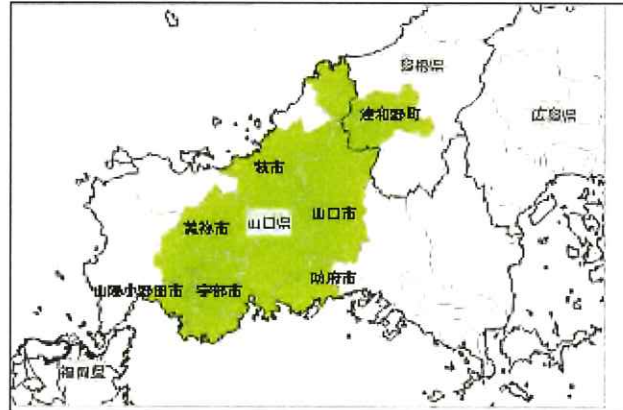 島根県
津和野町
広島県
萩市
美祢市
山口県
山口市
山陽小野田市
宇部市
防府市
福岡県